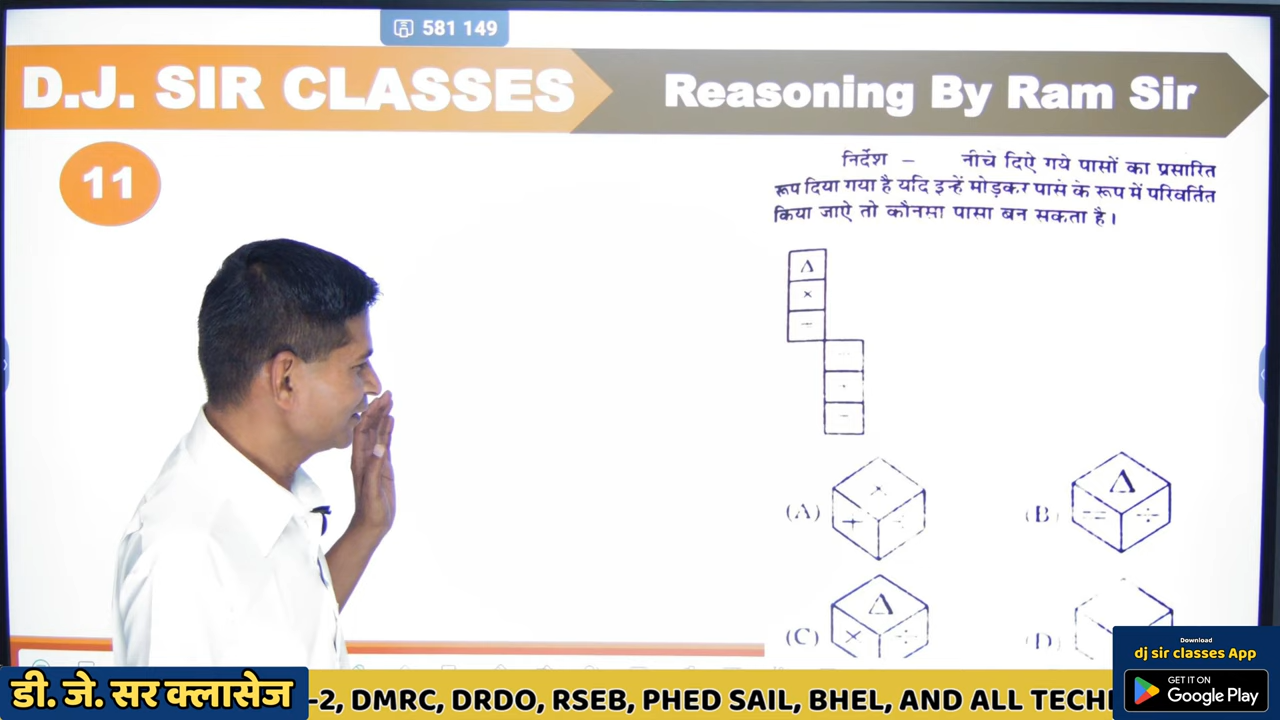 581 149
D.J. SIR CLASSES
Reasoning By Ram Sir
11
निर्देश – नीचे दिऐ गये पासों का प्रसारित
रूप दिया गया है यदि इन्हें मोड़कर पासे के रूप में परिवर्तित
किया जाऐ तो कौनसा पासा बन सकता है।
Δ
×
÷
-
(A) × +
(B) Δ = ÷
(C) Δ × ÷
(D)
Download
dj sir classes App
GET IT ON
Google Play
डी. जे. सर क्लासेज
-2, DMRC, DRDO, RSEB, PHED SAIL, BHEL, AND ALL TECH